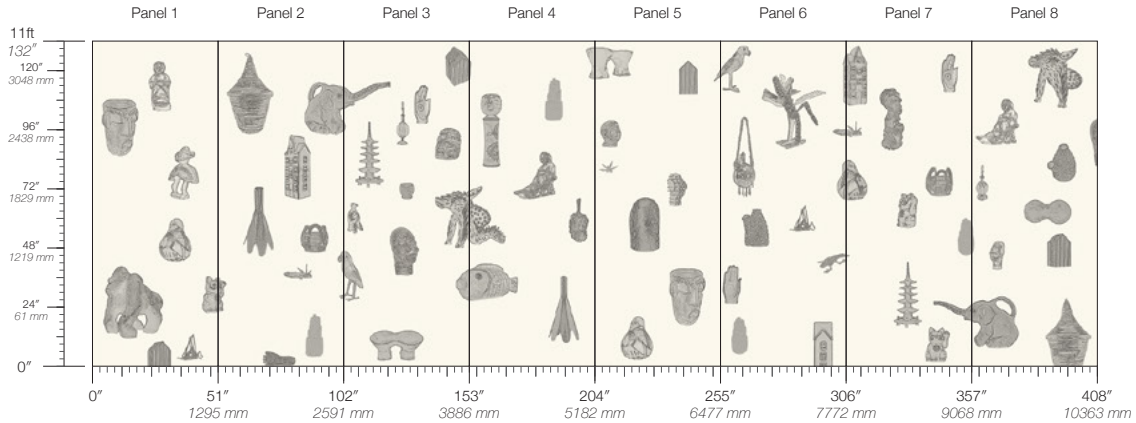 Panel 1 Panel 2 Panel 3 Panel 4 Panel 5 Panel 6 Panel 7 Panel 8
11ft
132″
120″
3048 mm
96″
2438 mm
72″
1829 mm
48″
1219 mm
24″
61 mm
0″
0″ 51″ 102″ 153″ 204″ 255″ 306″ 357″ 408″
1295 mm 2591 mm 3886 mm 5182 mm 6477 mm 7772 mm 9068 mm 10363 mm